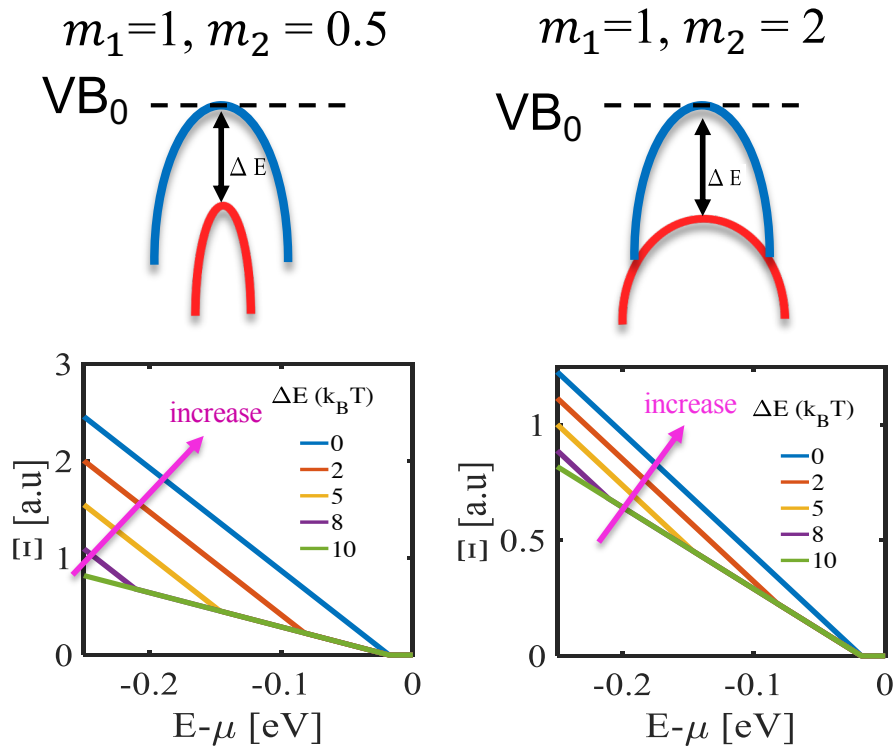 m₁=1, m₂ = 0.5
VB₀
Δ E
3
2
1
0
Ξ [a.u]
increase
ΔE (k_BT)
0
2
5
8
10
-0.2
-0.1
0
E-μ [eV]
m₁=1, m₂ = 2
VB₀
Δ E
1
0.5
0
Ξ [a.u]
increase
ΔE (k_BT)
0
2
5
8
10
-0.2
-0.1
0
E-μ [eV]